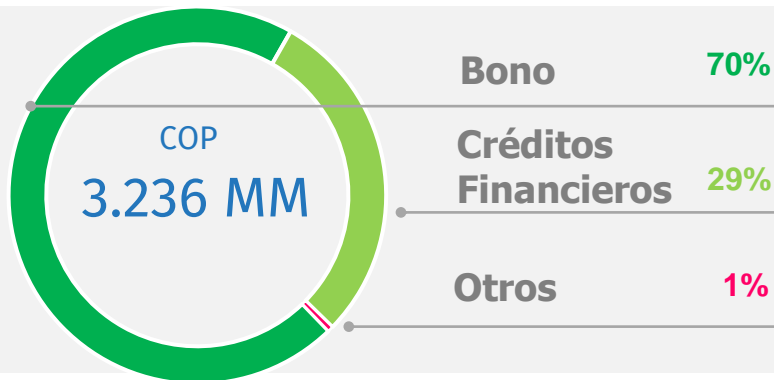 COP
3.236 MM
Bono 70%
Créditos
Financieros 29%
Otros 1%